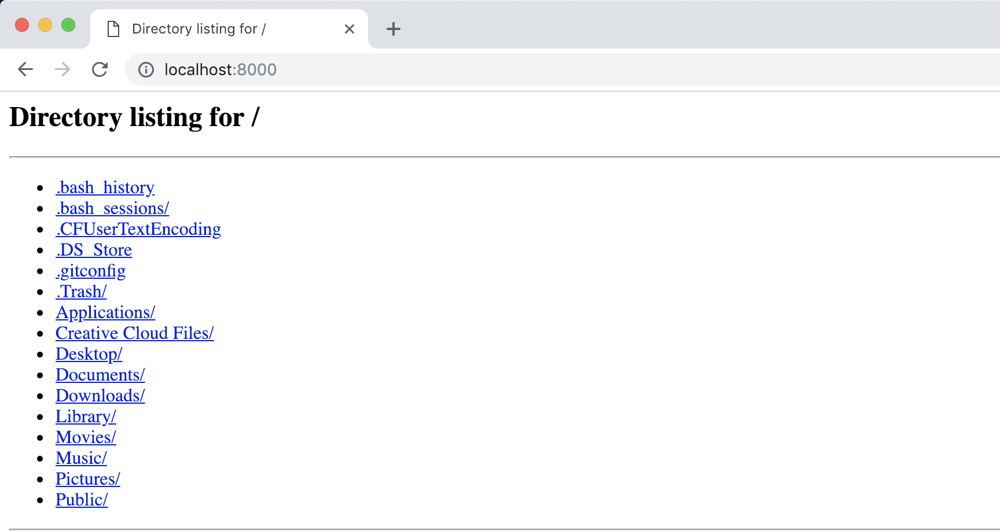 Directory listing for /
localhost:8000
Directory listing for /
.bash_history
.bash_sessions/
.CFUserTextEncoding
.DS_Store
.gitconfig
.Trash/
Applications/
Creative Cloud Files/
Desktop/
Documents/
Downloads/
Library/
Movies/
Music/
Pictures/
Public/